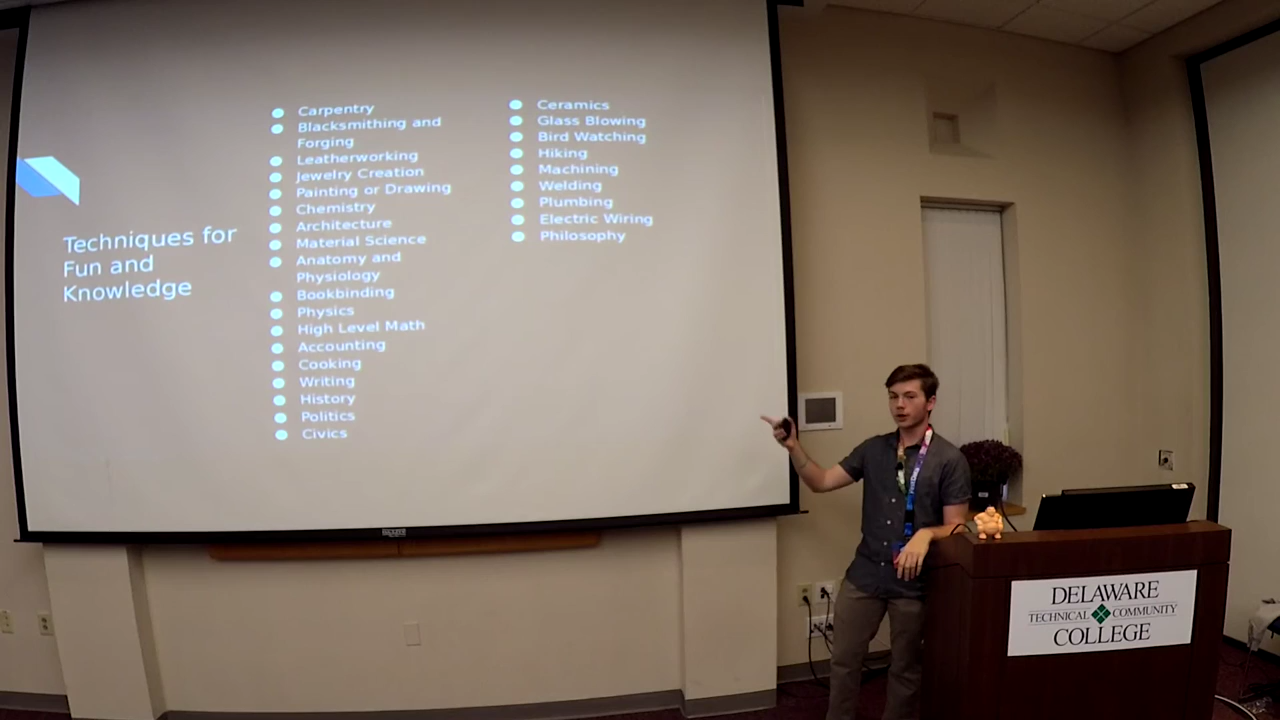 Techniques for
Fun and
Knowledge
Carpentry
Blacksmithing and
Forging
Leatherworking
Jewelry Creation
Painting or Drawing
Chemistry
Architecture
Material Science
Anatomy and
Physiology
Bookbinding
Physics
High Level Math
Accounting
Cooking
Writing
History
Politics
Civics
Ceramics
Glass Blowing
Bird Watching
Hiking
Machining
Welding
Plumbing
Electric Wiring
Philosophy
DELAWARE
TECHNICAL COMMUNITY
COLLEGE